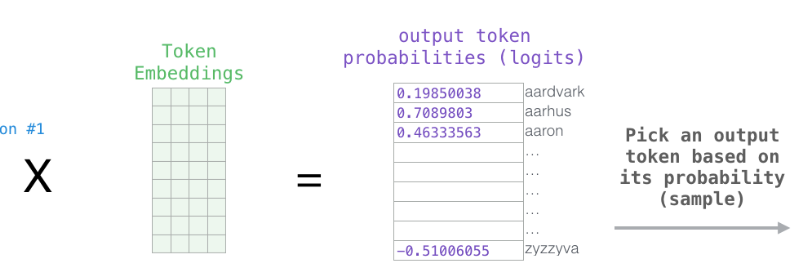 on #1
X
Token
Embeddings
=
output token
probabilities (logits)
0.19850038 aardvark
0.7089803 aarhus
0.46333563 aaron
...
...
...
...
...
-0.51006055 zyzzyva
Pick an output
token based on
its probability
(sample)